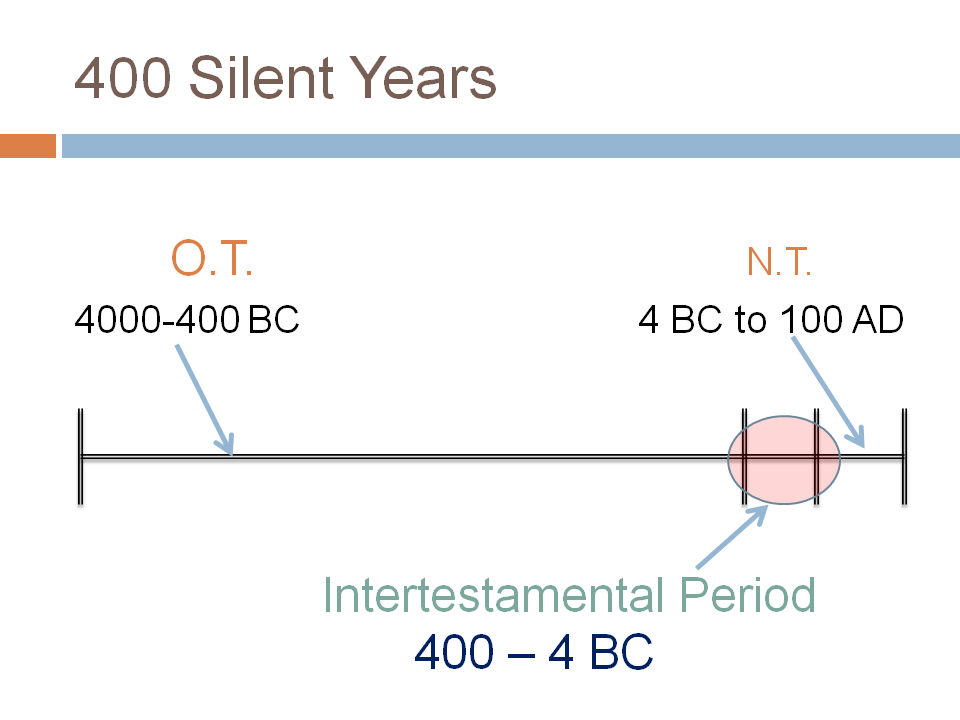 400 Silent Years
O.T.
N.T.
4000-400 BC
4 BC to 100 AD
Intertestamental Period
400 – 4 BC